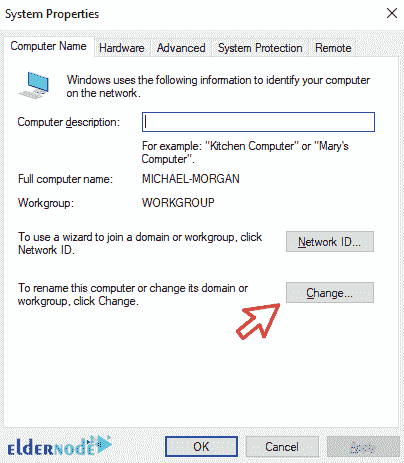 System Properties
Computer Name Hardware Advanced System Protection Remote
Windows uses the following information to identify your computer
on the network.
Computer description:
For example: "Kitchen Computer" or "Mary's
Computer".
Full computer name: MICHAEL-MORGAN
Workgroup: WORKGROUP
To use a wizard to join a domain or workgroup, click
Network ID.
Network ID...
To rename this computer or change its domain or
workgroup, click Change.
Change...
eldernode
OK Cancel Apply